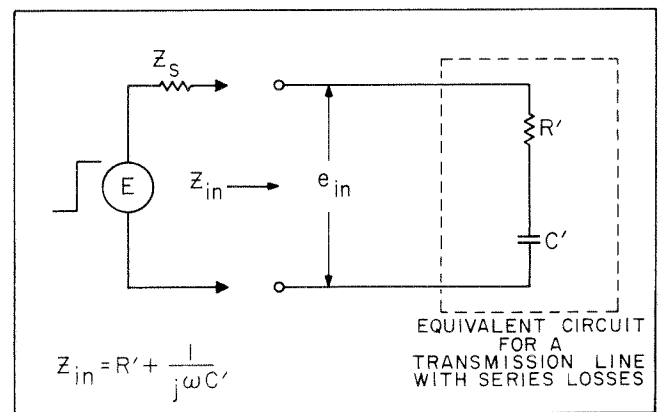 Z_s
R'
E
Z_in
e_in
C'
EQUIVALENT CIRCUIT
FOR A
TRANSMISSION LINE
WITH SERIES LOSSES
Z_in = R' + 1/jωC'